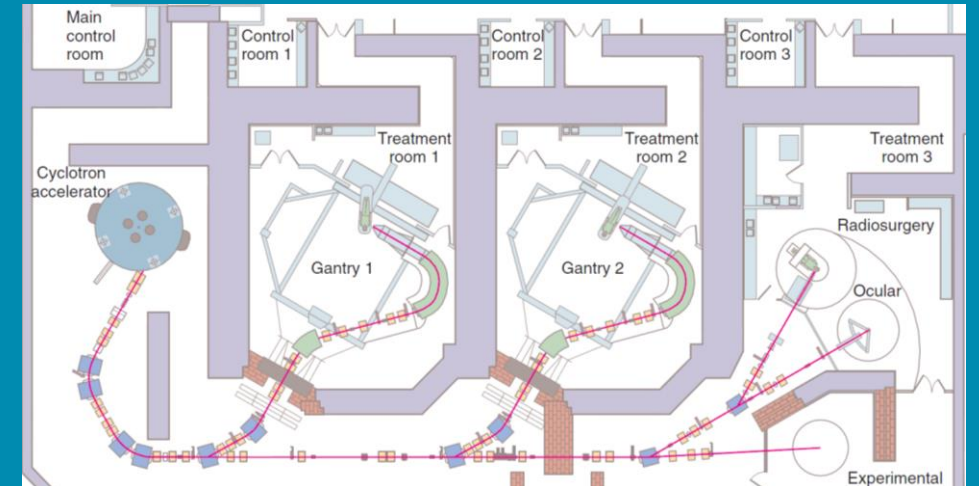 Main
control
room
Control
room 1
Control
room 2
Control
room 3
Treatment
room 1
Treatment
room 2
Treatment
room 3
Cyclotron
accelerator
Gantry 1
Gantry 2
Radiosurgery
Ocular
Experimental